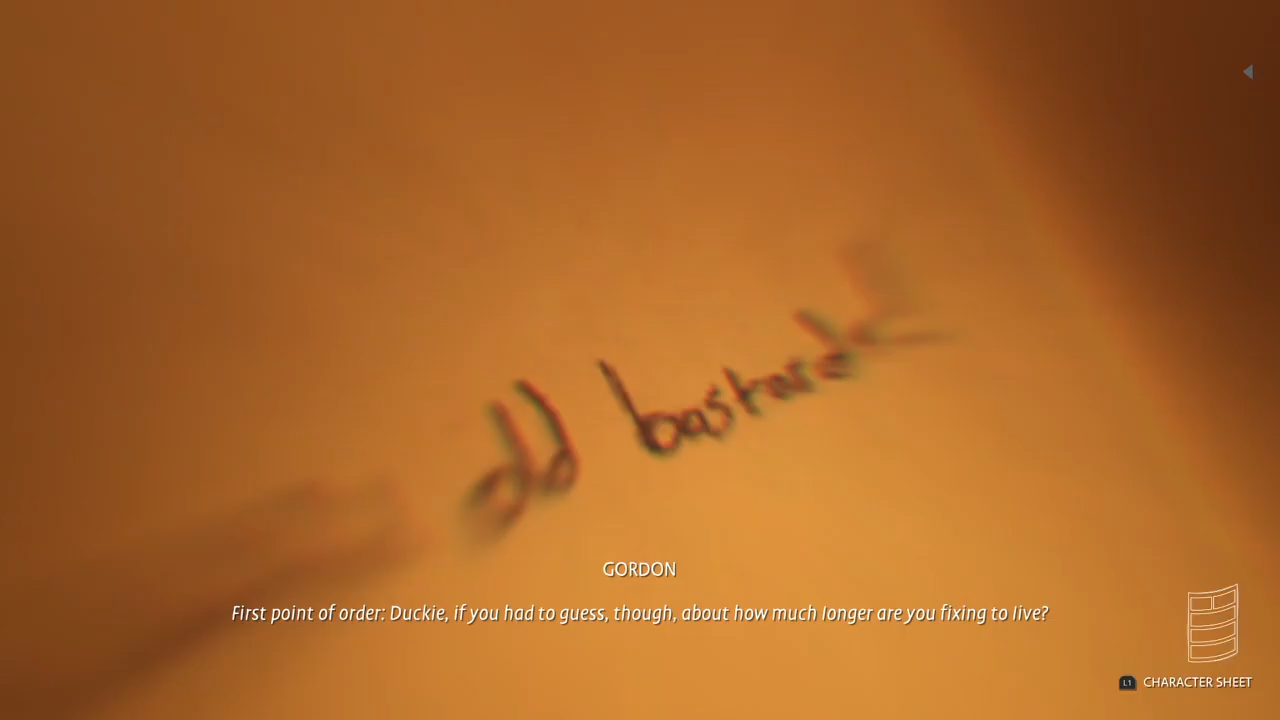 old bastard
GORDON
First point of order: Duckie, if you had to guess, though, about how much longer are you fixing to live?
L1 CHARACTER SHEET